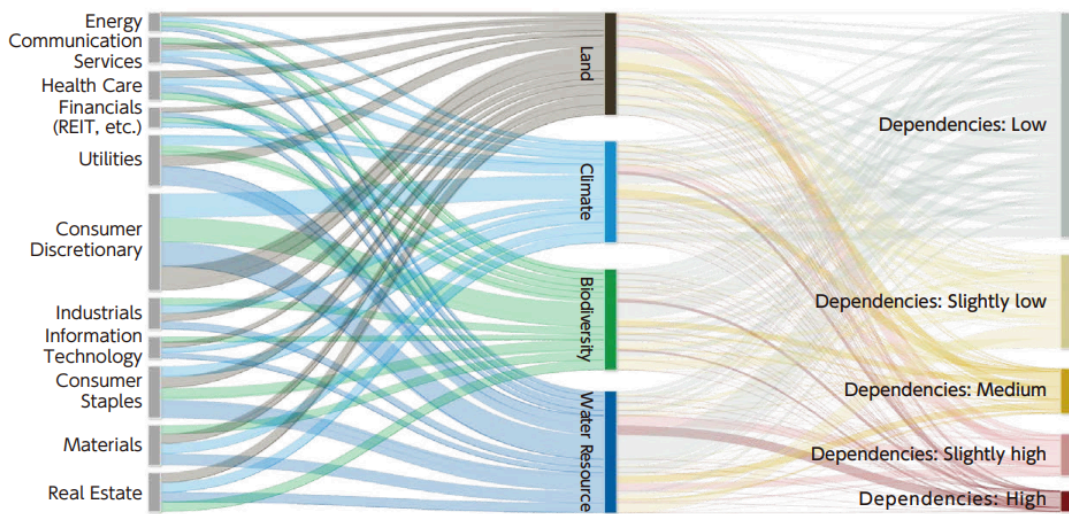 Energy
Communication
Services
Health Care
Financials
(REIT, etc.)
Utilities
Consumer
Discretionary
Industrials
Information
Technology
Consumer
Staples
Materials
Real Estate
Land
Climate
Biodiversity
Water Resource
Dependencies: Low
Dependencies: Slightly low
Dependencies: Medium
Dependencies: Slightly high
Dependencies: High